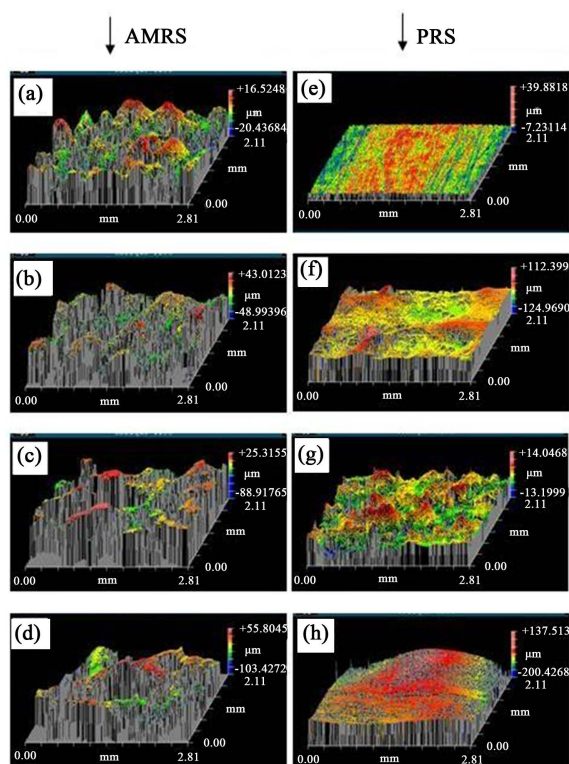 AMRS
PRS
(a)
+16.5248
μm
-20.43684
2.11
mm
0.00
mm
2.81
(e)
+39.8818
μm
-7.23114
2.11
mm
0.00
0.00
mm
2.81
(b)
+43.0123
μm
-48.99396
2.11
mm
0.00
0.00
mm
2.81
(f)
+112.399
μm
-124.9690
2.11
mm
0.00
0.00
mm
2.81
(c)
+25.3155
μm
-88.91765
2.11
mm
0.00
0.00
mm
2.81
(g)
+14.0468
μm
-13.1999
2.11
mm
0.00
0.00
mm
2.81
(d)
+55.8045
μm
-103.4272
2.11
mm
0.00
0.00
mm
2.81
(h)
+137.513
μm
-200.4268
2.11
mm
0.00
0.00
mm
2.81